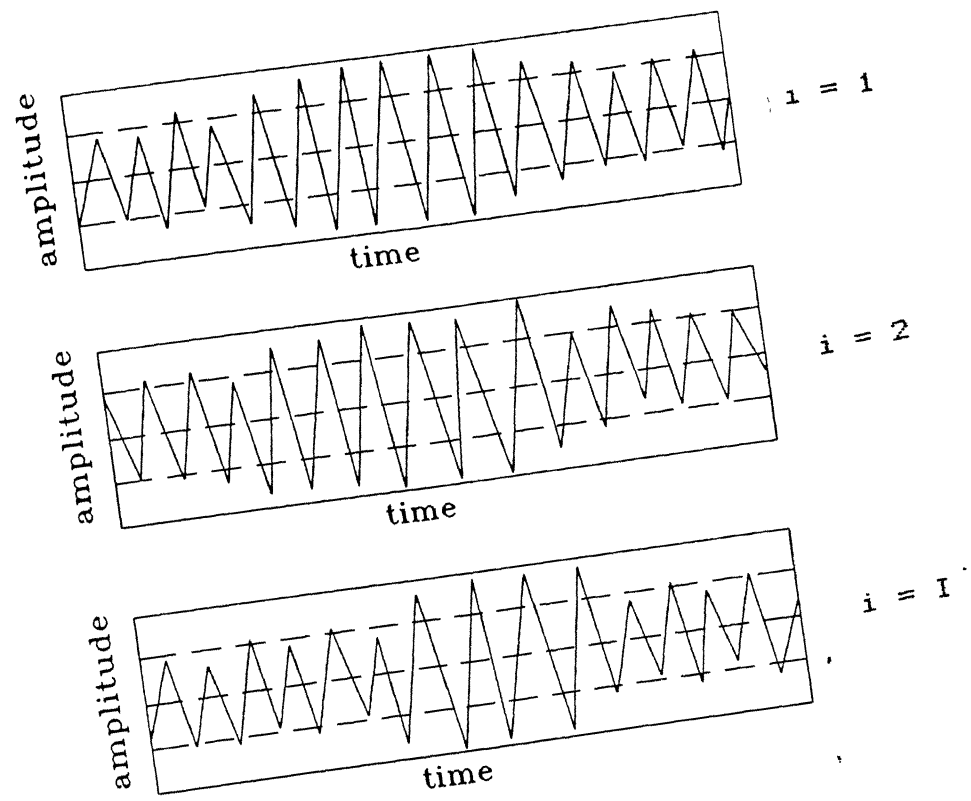 amplitude
time
i = 1
amplitude
time
i = 2
amplitude
time
i = I